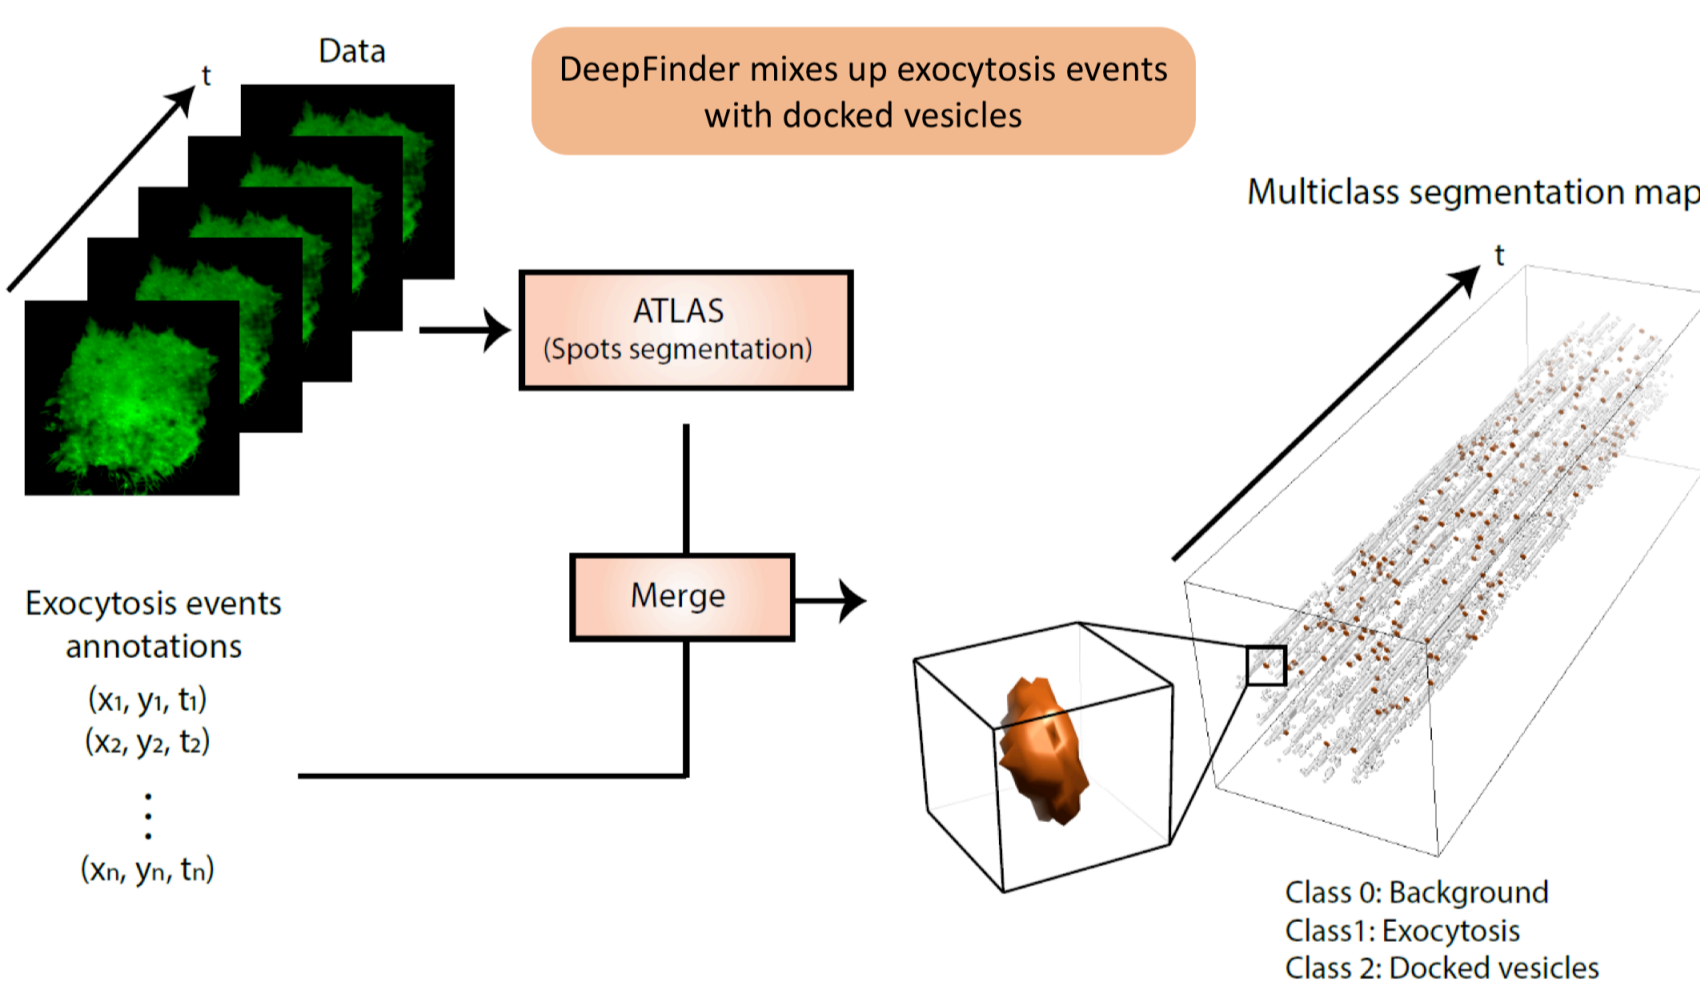 Data
t
DeepFinder mixes up exocytosis events
with docked vesicles
ATLAS
(Spots segmentation)
Multiclass segmentation map
t
Merge
Exocytosis events
annotations
(x₁, y₁, t₁)
(x₂, y₂, t₂)
(xₙ, yₙ, tₙ)
Class 0: Background
Class1: Exocytosis
Class 2: Docked vesicles